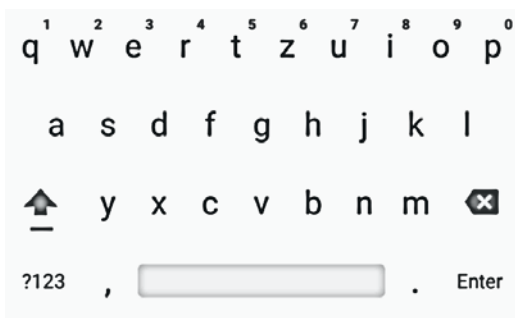 1 2 3 4 5 6 7 8 9 0
q w e r t z u i o p
a s d f g h j k l
y x c v b n m
?123 , . Enter